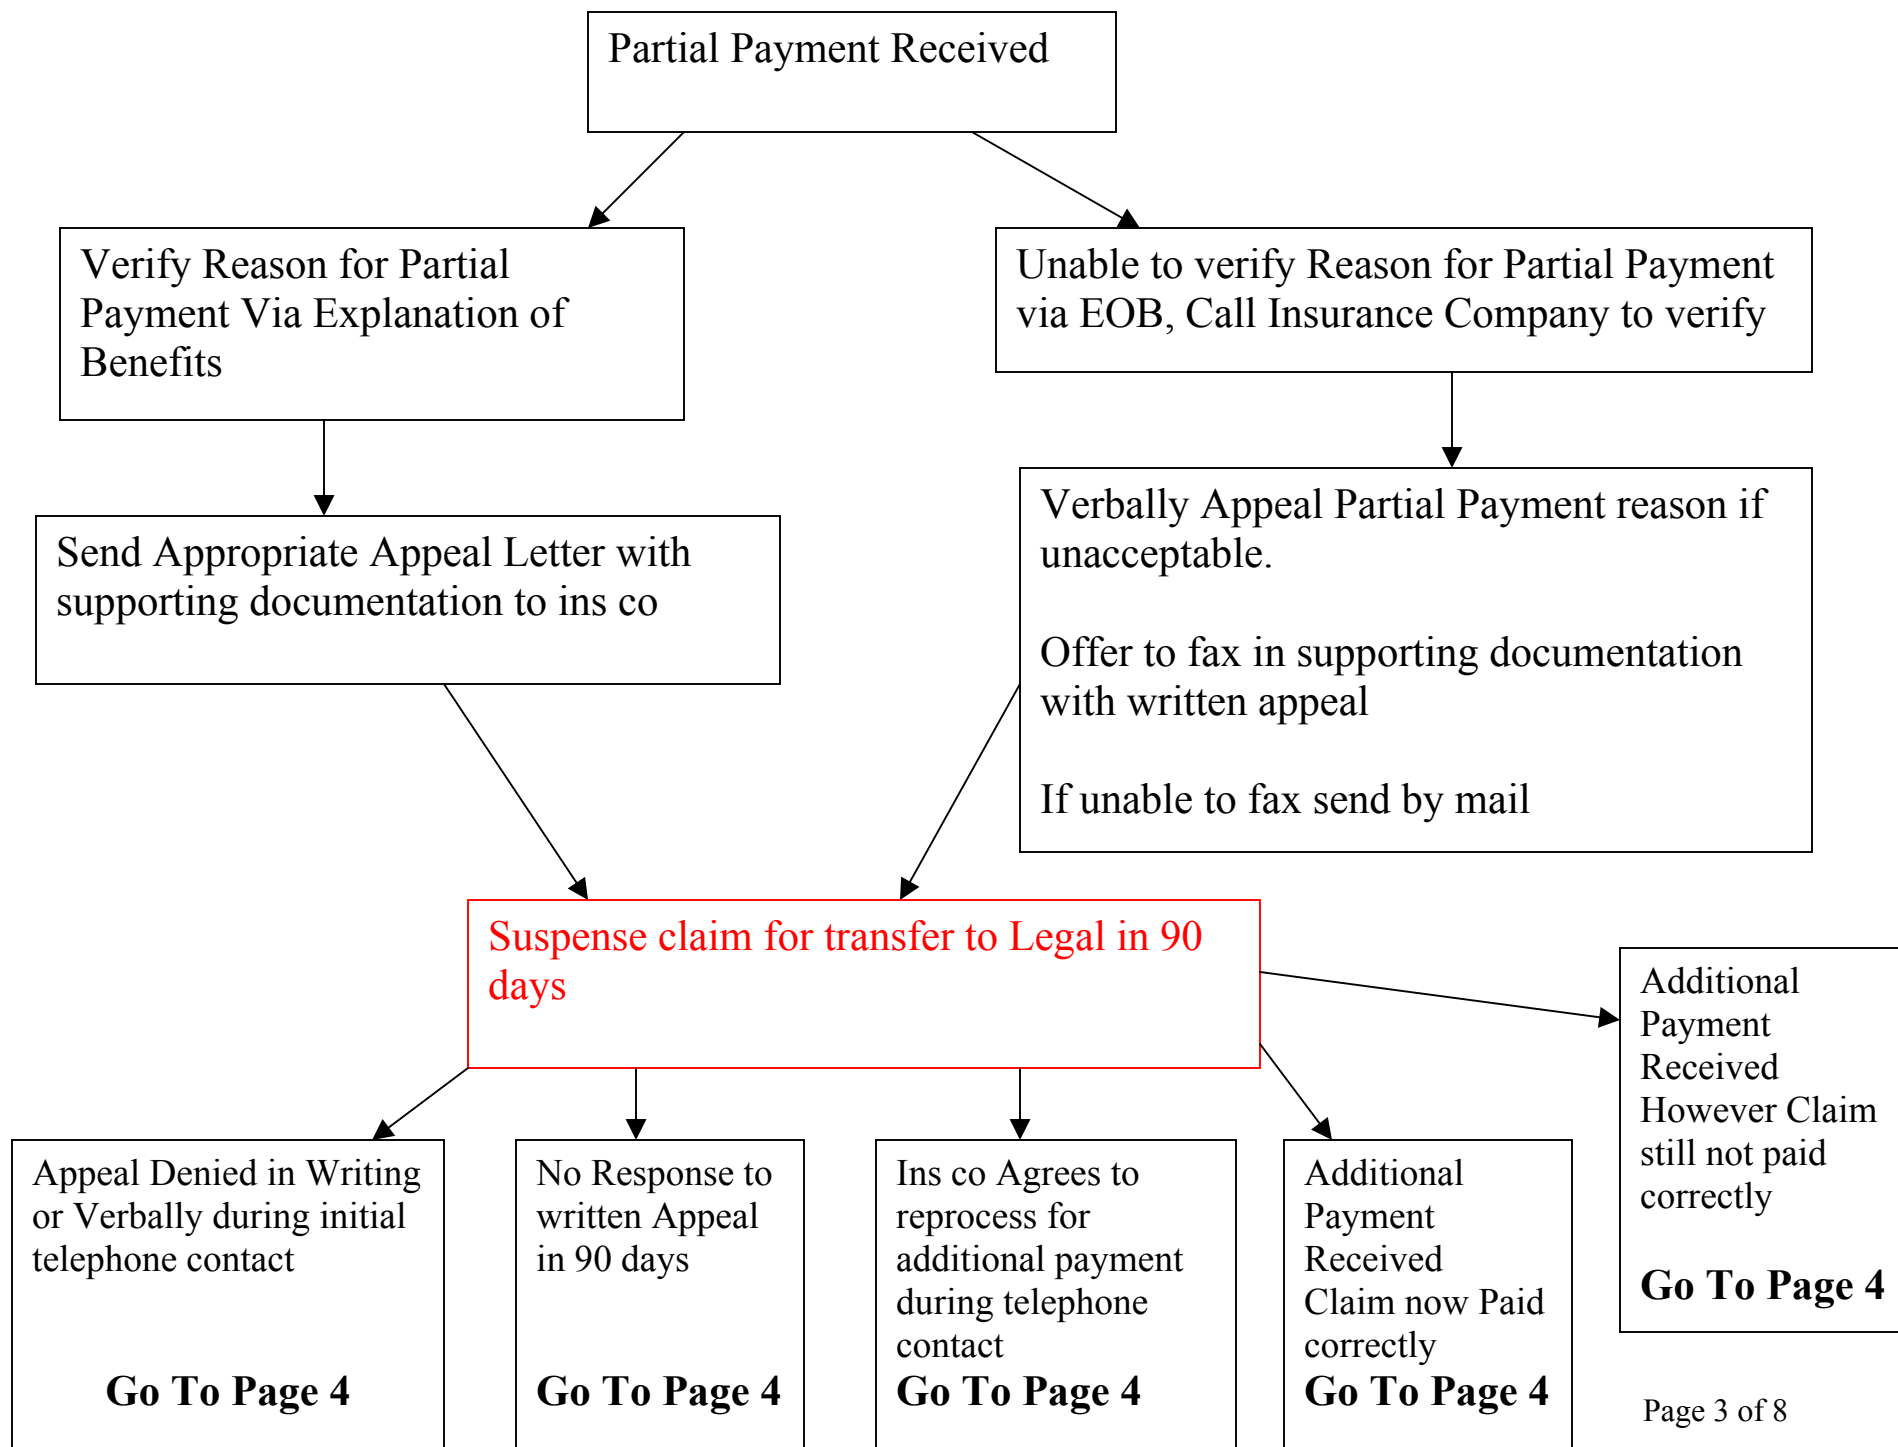 Partial Payment Received
Verify Reason for Partial
Payment Via Explanation of
Benefits
Unable to verify Reason for Partial Payment
via EOB, Call Insurance Company to verify
Send Appropriate Appeal Letter with
supporting documentation to ins co
Verbally Appeal Partial Payment reason if
unacceptable.
Offer to fax in supporting documentation
with written appeal
If unable to fax send by mail
Suspense claim for transfer to Legal in 90
days
Appeal Denied in Writing
or Verbally during initial
telephone contact
Go To Page 4
No Response to
written Appeal
in 90 days
Go To Page 4
Ins co Agrees to
reprocess for
additional payment
during telephone
contact
Go To Page 4
Additional
Payment
Received
Claim now Paid
correctly
Go To Page 4
Additional
Payment
Received
However Claim
still not paid
correctly
Go To Page 4
Page 3 of 8